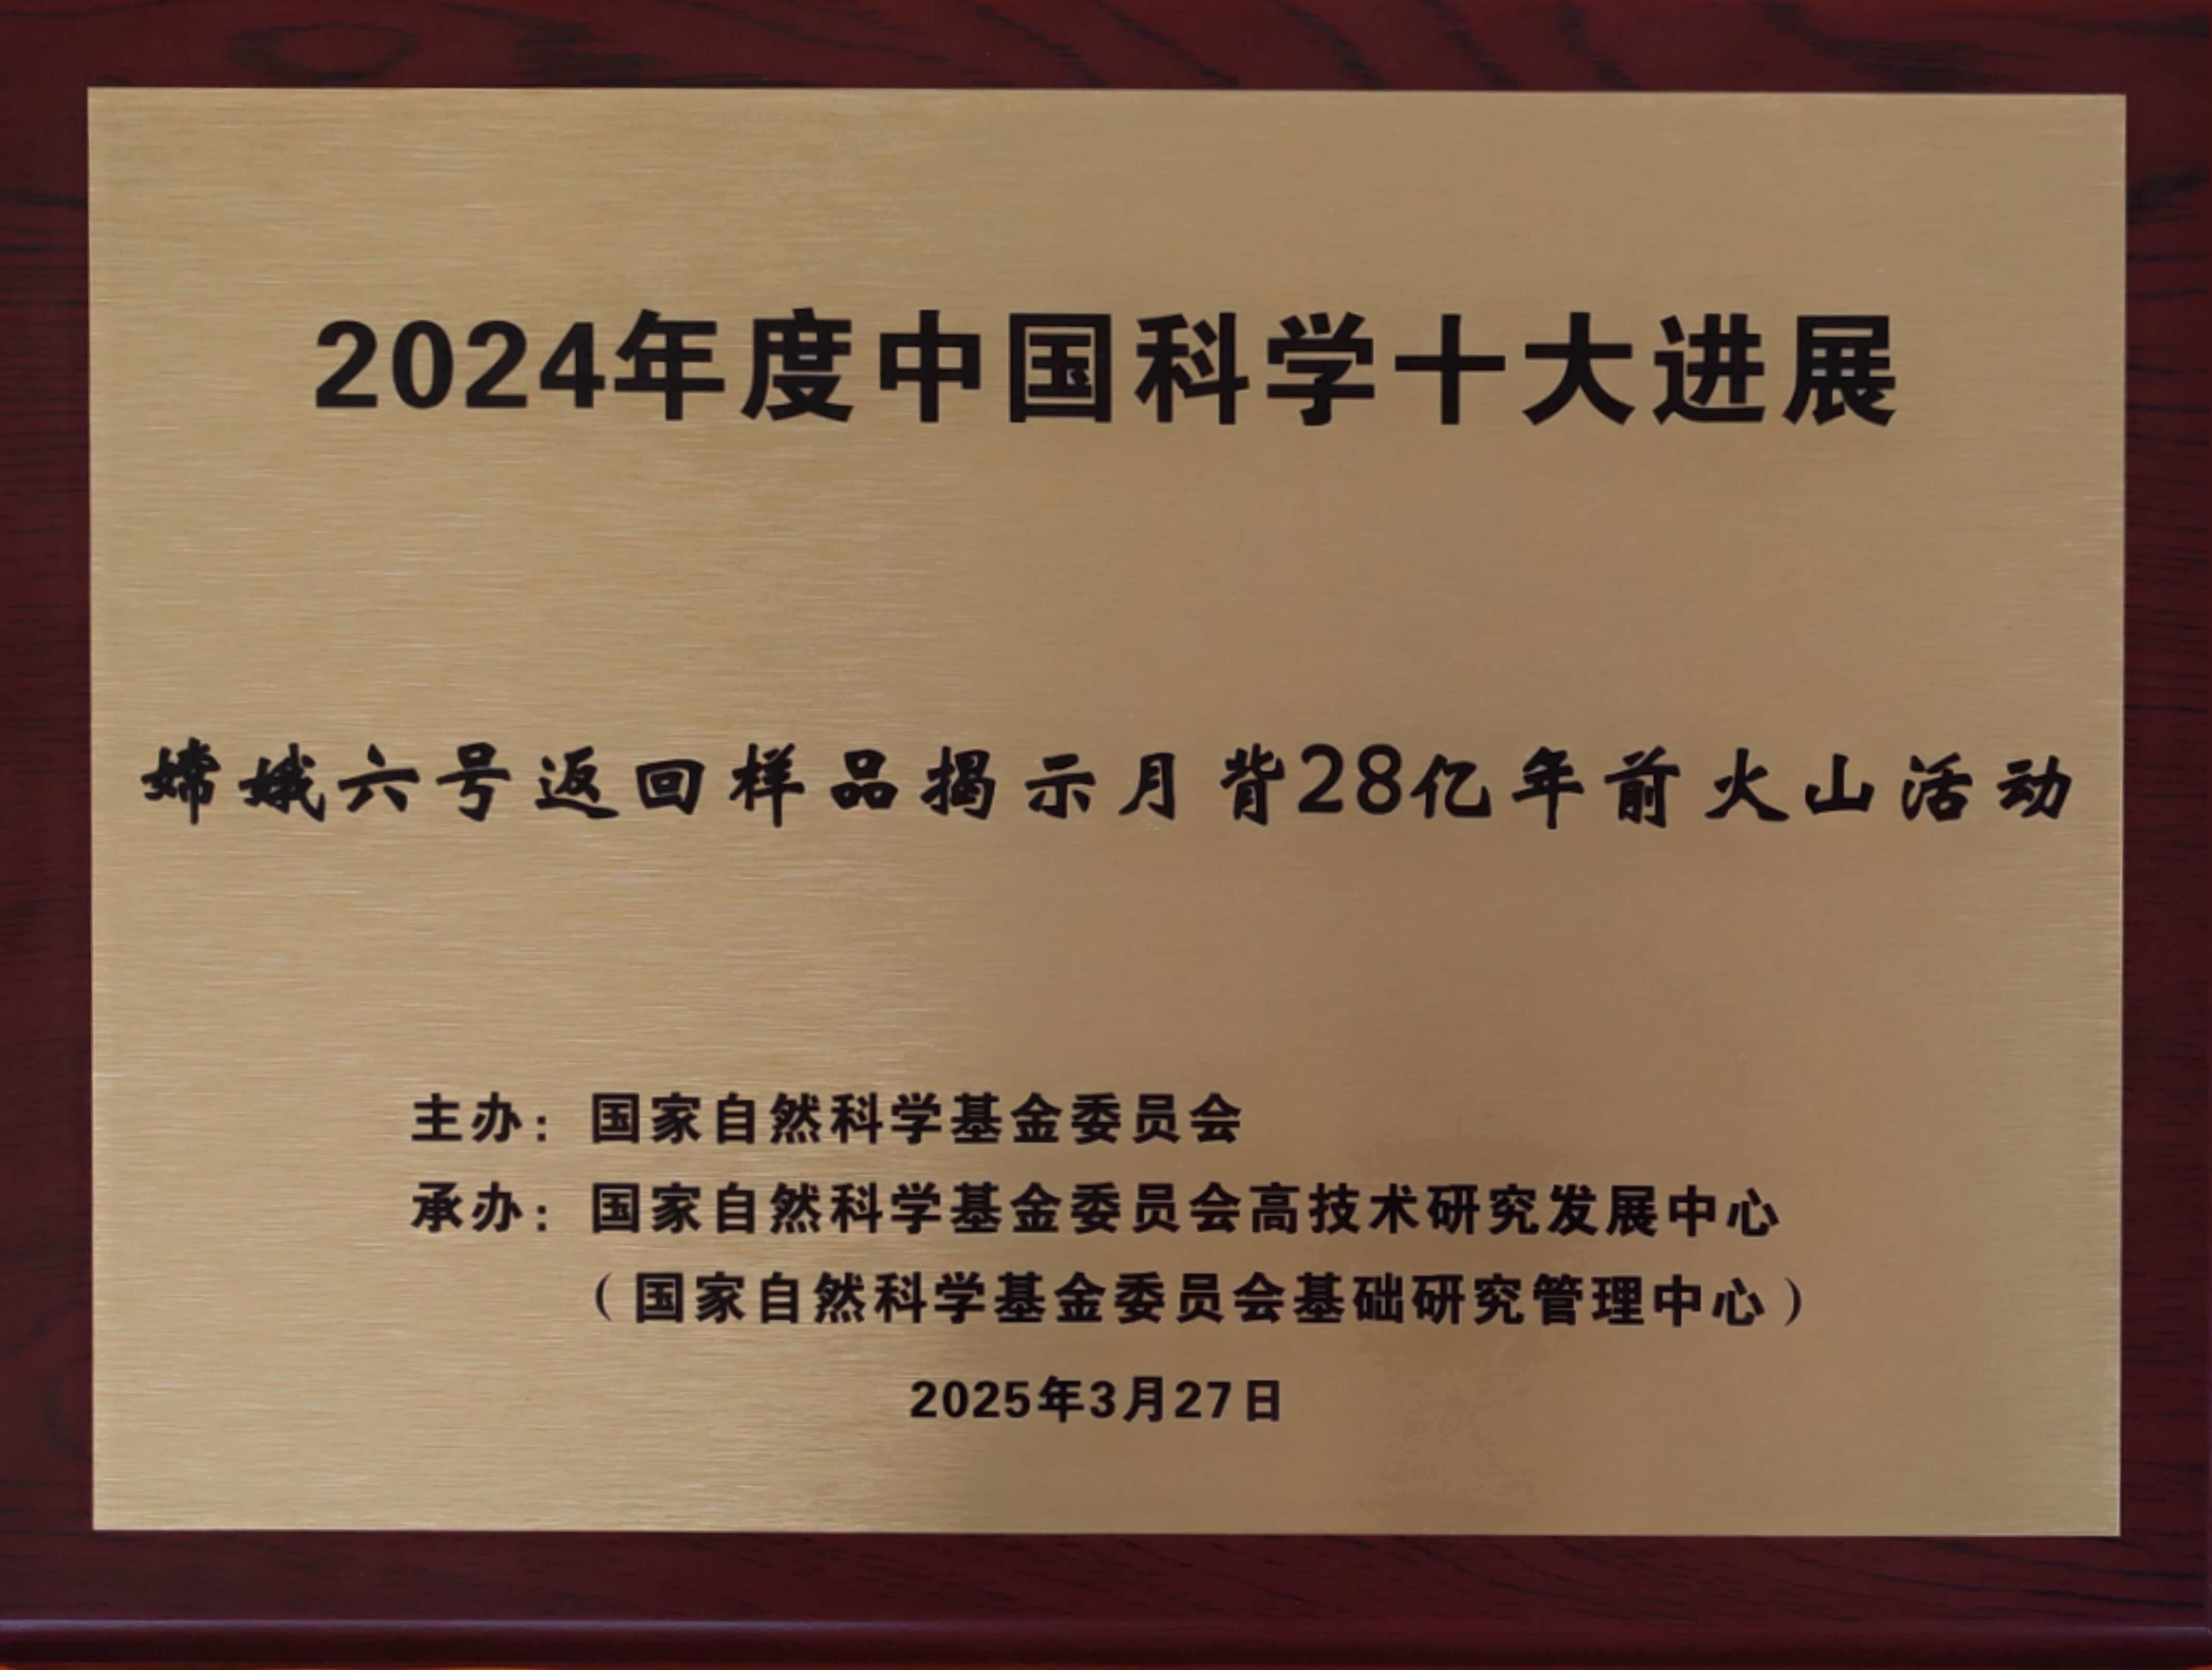 2024年度中国科学十大进展
嫦娥六号返回样品揭示月背28亿年前火山活动
主办：国家自然科学基金委员会
承办：国家自然科学基金委员会高技术研究发展中心
（国家自然科学基金委员会基础研究管理中心）
2025年3月27日